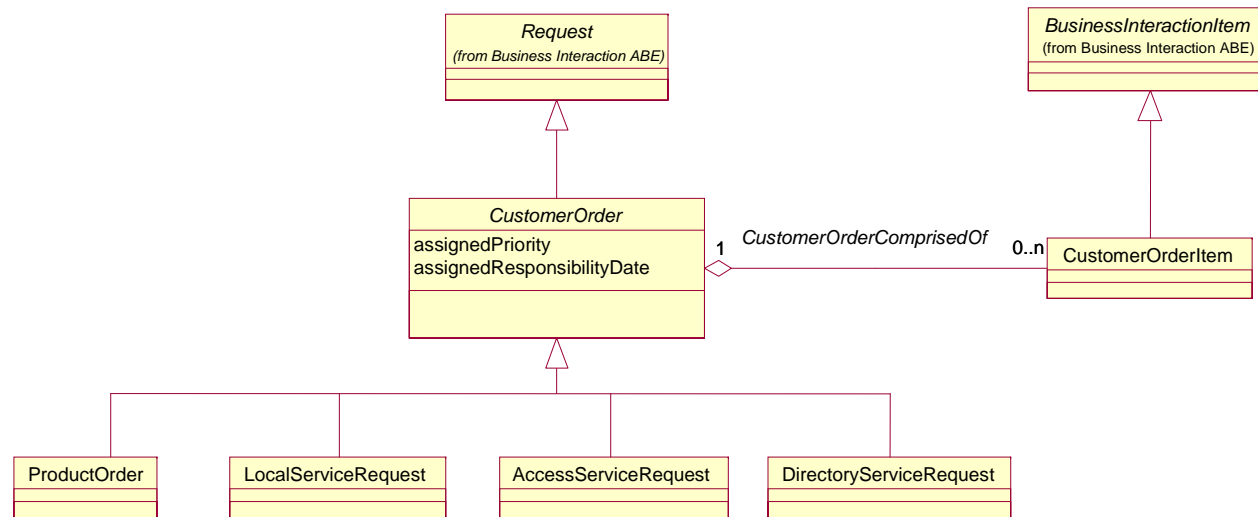 Request
(from Business Interaction ABE)
BusinessInteractionItem
(from Business Interaction ABE)
CustomerOrder
assignedPriority
assignedResponsibilityDate
1
CustomerOrderComprisedOf
0..n
CustomerOrderItem
ProductOrder
LocalServiceRequest
AccessServiceRequest
DirectoryServiceRequest